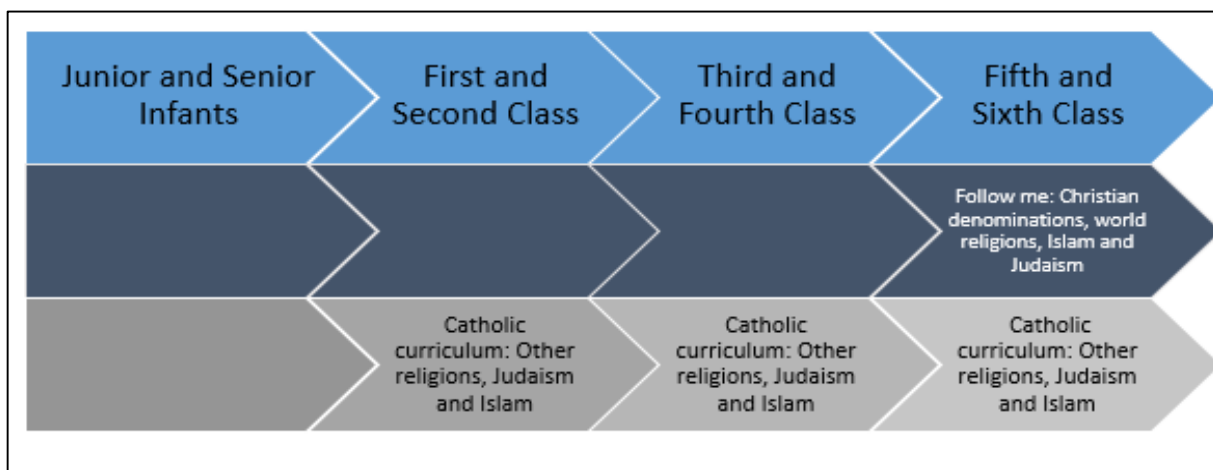 Junior and Senior
Infants
First and
Second Class
Third and
Fourth Class
Fifth and
Sixth Class
Follow me: Christian
denominations, world
religions, Islam and
Judaism
Catholic
curriculum: Other
religions, Judaism
and Islam
Catholic
curriculum: Other
religions, Judaism
and Islam
Catholic
curriculum: Other
religions, Judaism
and Islam